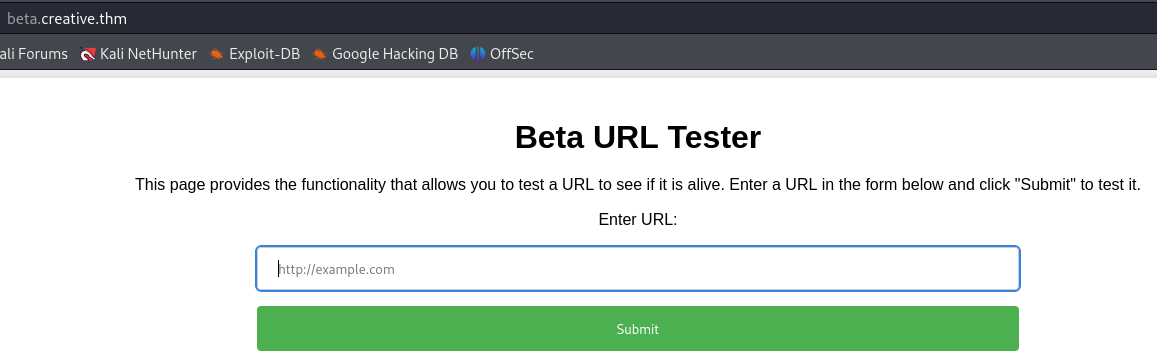 beta.creative.thm
ali Forums Kali NetHunter Exploit-DB Google Hacking DB OffSec
Beta URL Tester
This page provides the functionality that allows you to test a URL to see if it is alive. Enter a URL in the form below and click "Submit" to test it.
Enter URL:
http://example.com
Submit